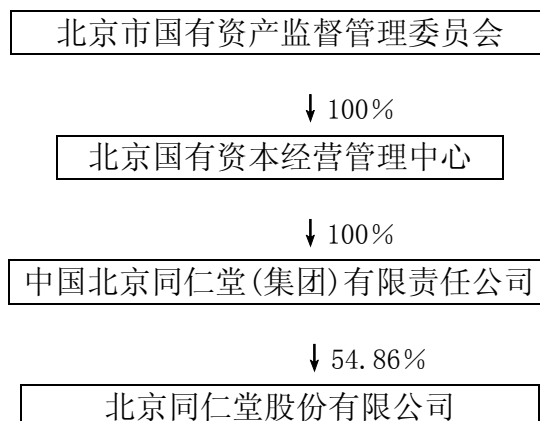 北京市国有资产监督管理委员会
100%
北京国有资本经营管理中心
100%
中国北京同仁堂(集团)有限责任公司
54.86%
北京同仁堂股份有限公司